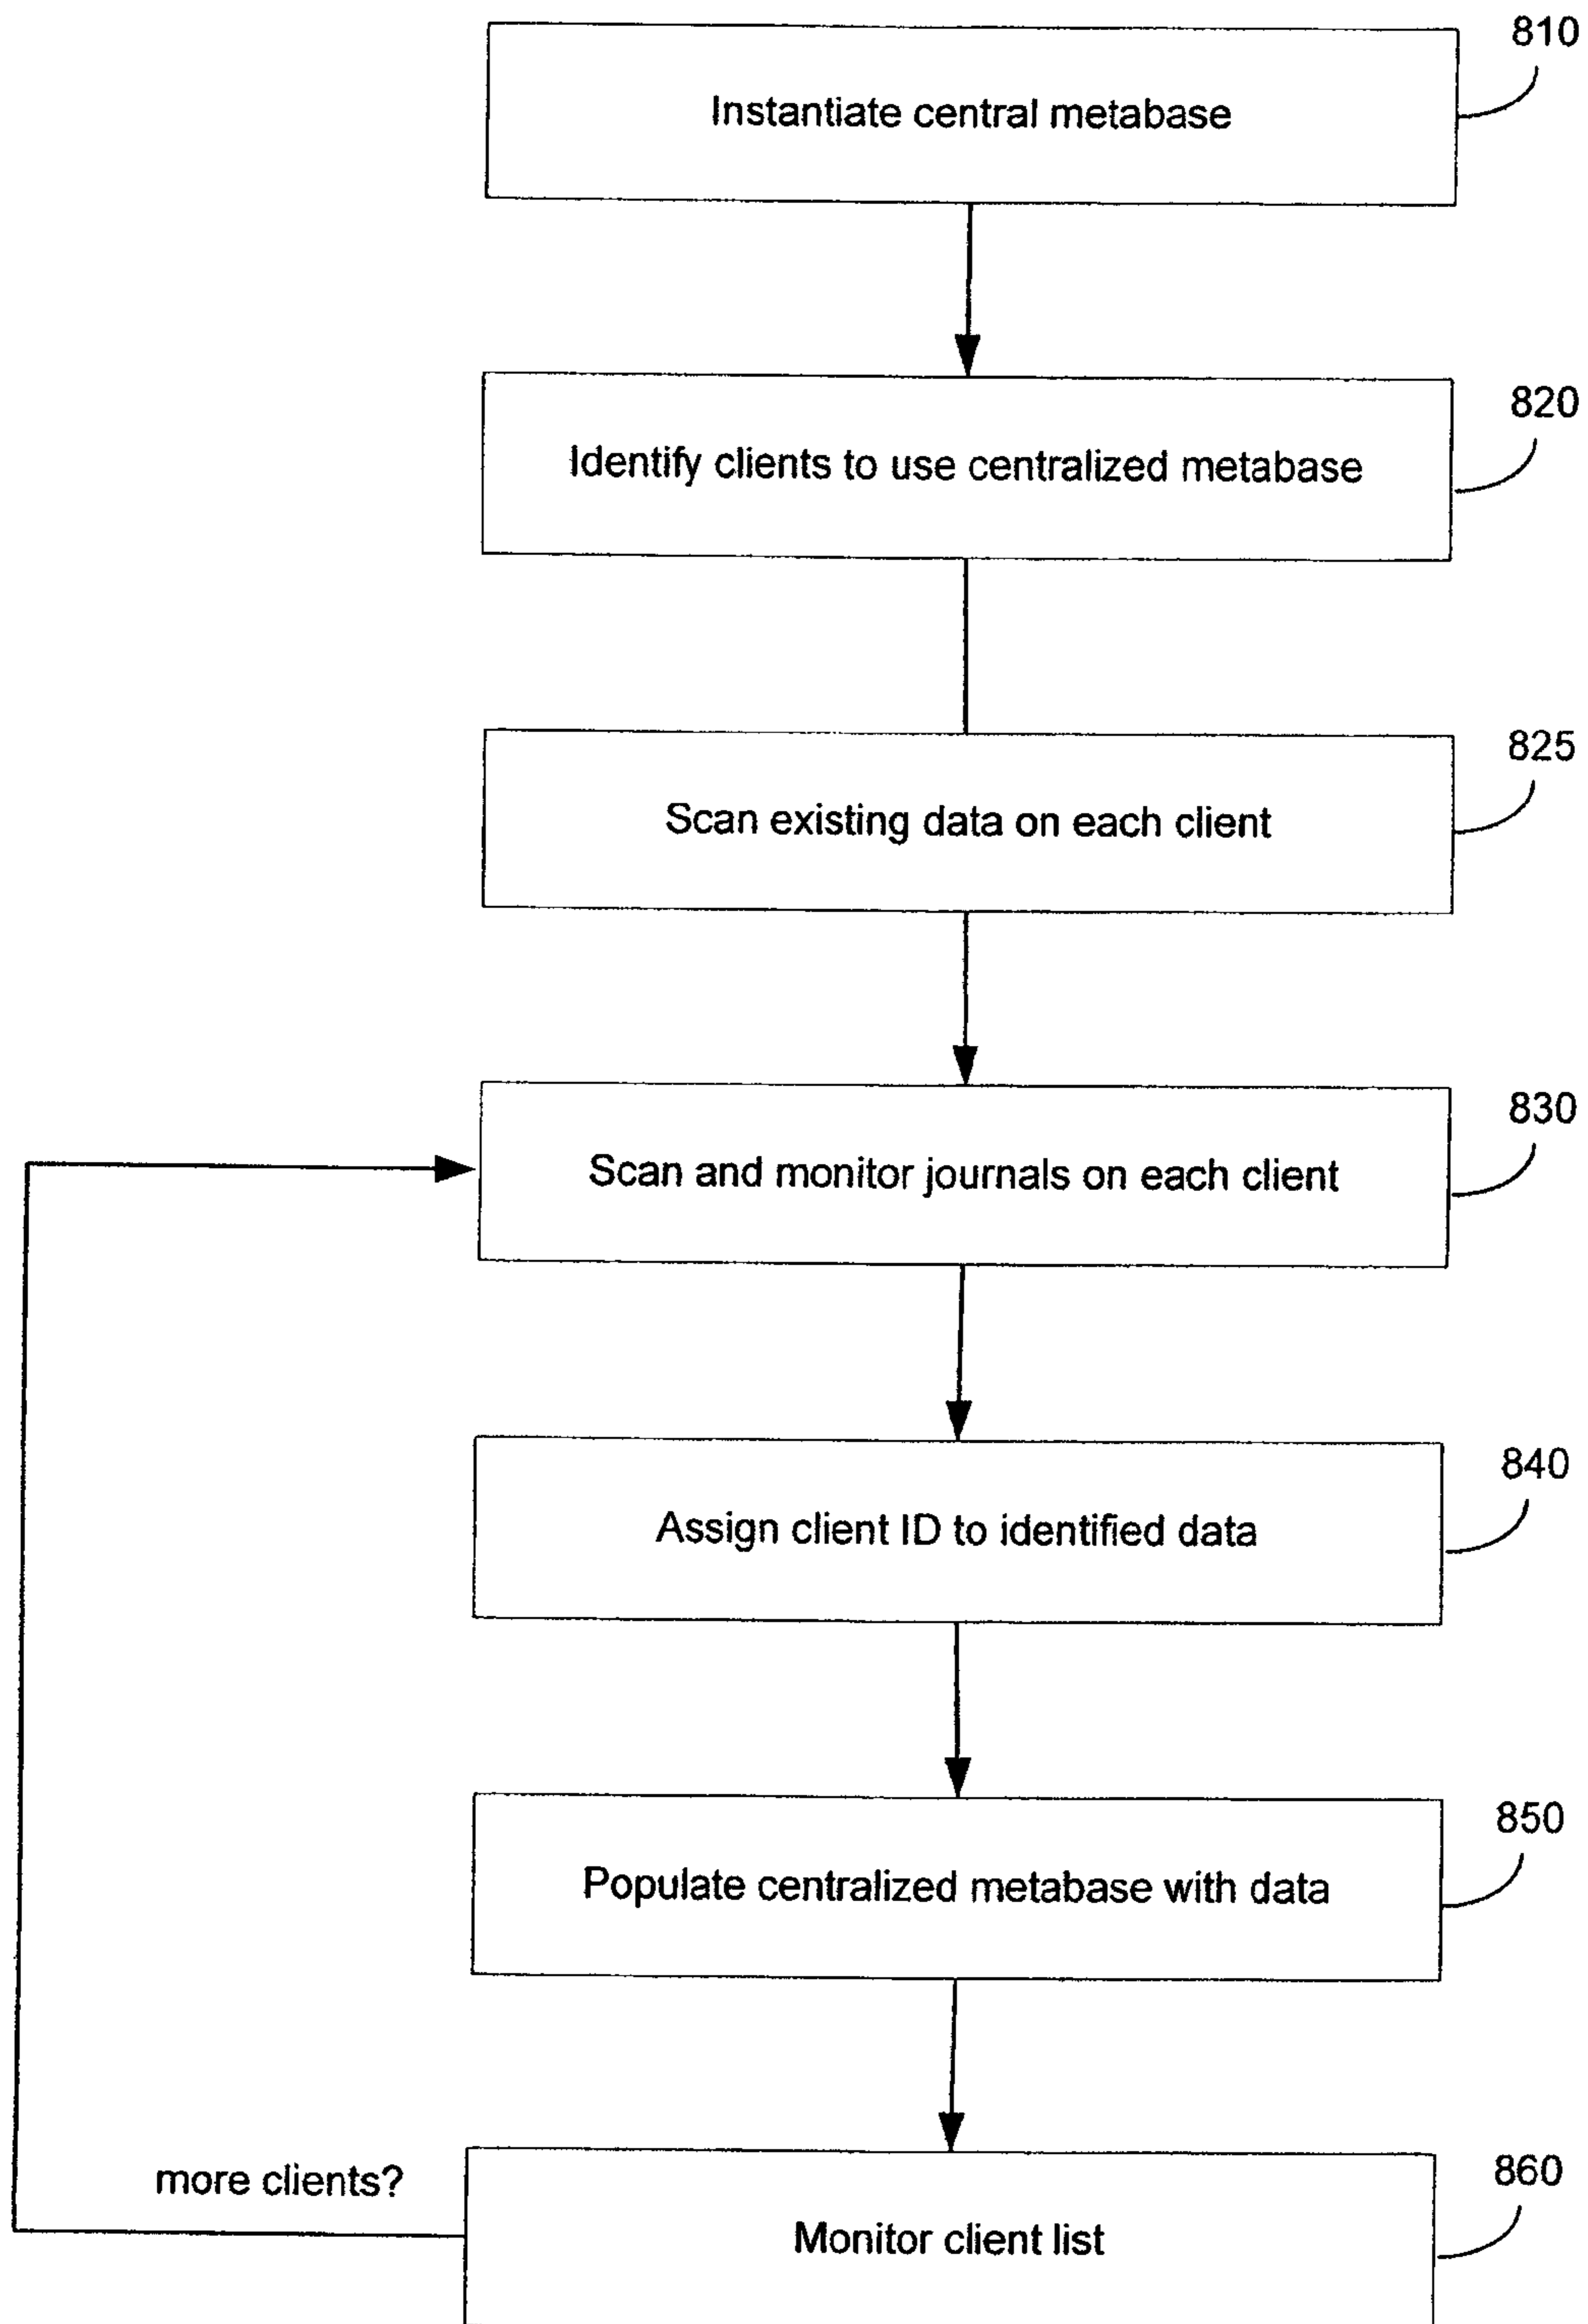 810
Instantiate central metabase
820
Identify clients to use centralized metabase
825
Scan existing data on each client
830
Scan and monitor journals on each client
840
Assign client ID to identified data
850
Populate centralized metabase with data
860
more clients?
Monitor client list